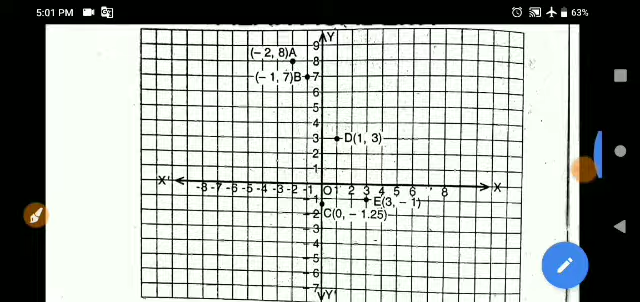 5:01 PM
63%
Y
9
(– 2, 8)A
8
(– 1, 7)B
7
6
5
4
3
D(1, 3)
2
1
X'
X
-8 -7 -6 -5 -4 -3 -2 -1 O 1 2 3 4 5 6 8
-1
E(3, – 1)
-2
C(0, – 1.25)
-3
-4
-5
-6
-7
Y'